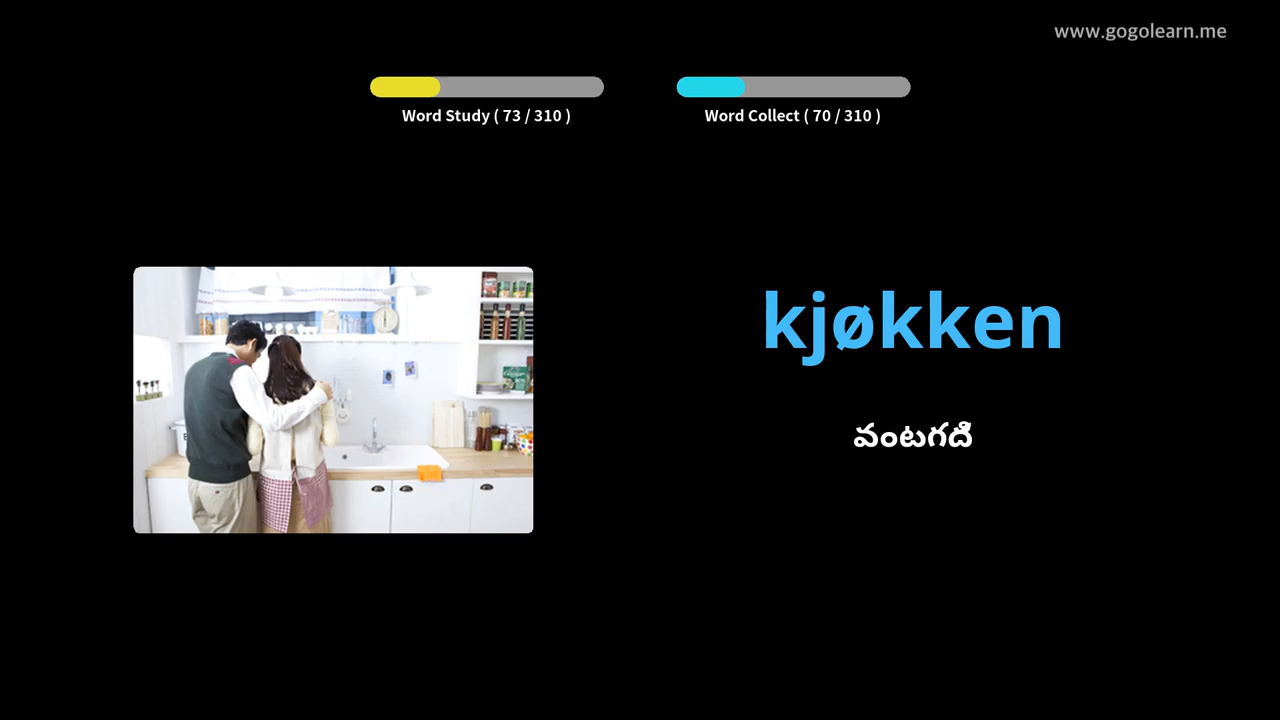 www.gogolearn.me
Word Study ( 73 / 310 )
Word Collect ( 70 / 310 )
kjøkken
వంటగది